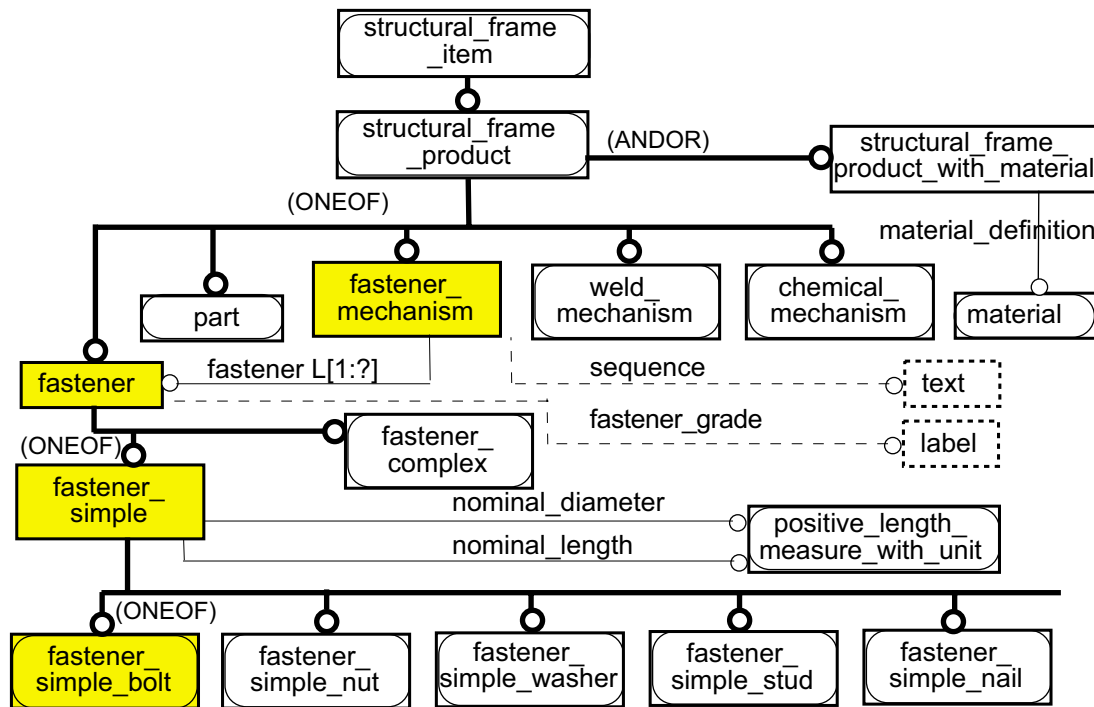 structural_frame
_item
structural_frame
_product
(ANDOR)
structural_frame_
product_with_material
(ONEOF)
material_definition
fastener_
mechanism
weld_
mechanism
chemical_
mechanism
part
material
fastener
fastener L[1:?]
sequence
text
fastener_grade
label
(ONEOF)
fastener_
complex
fastener_
simple
nominal_diameter
nominal_length
positive_length_
measure_with_unit
(ONEOF)
fastener_
simple_bolt
fastener_
simple_nut
fastener_
simple_washer
fastener_
simple_stud
fastener_
simple_nail